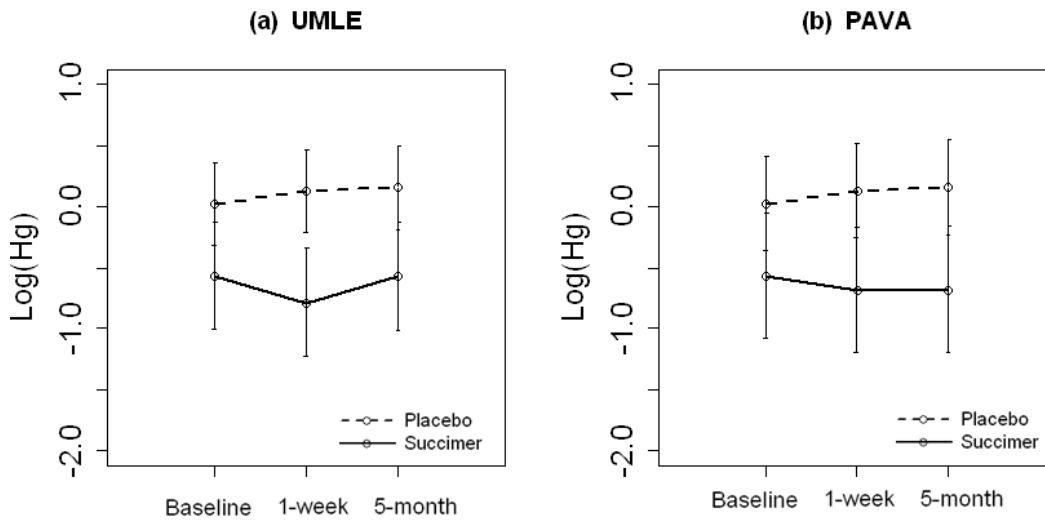 (a) UMLE
Log(Hg)
1.0
0.0
-1.0
-2.0
Placebo
Succimer
Baseline 1-week 5-month
(b) PAVA
Log(Hg)
1.0
0.0
-1.0
-2.0
Placebo
Succimer
Baseline 1-week 5-month